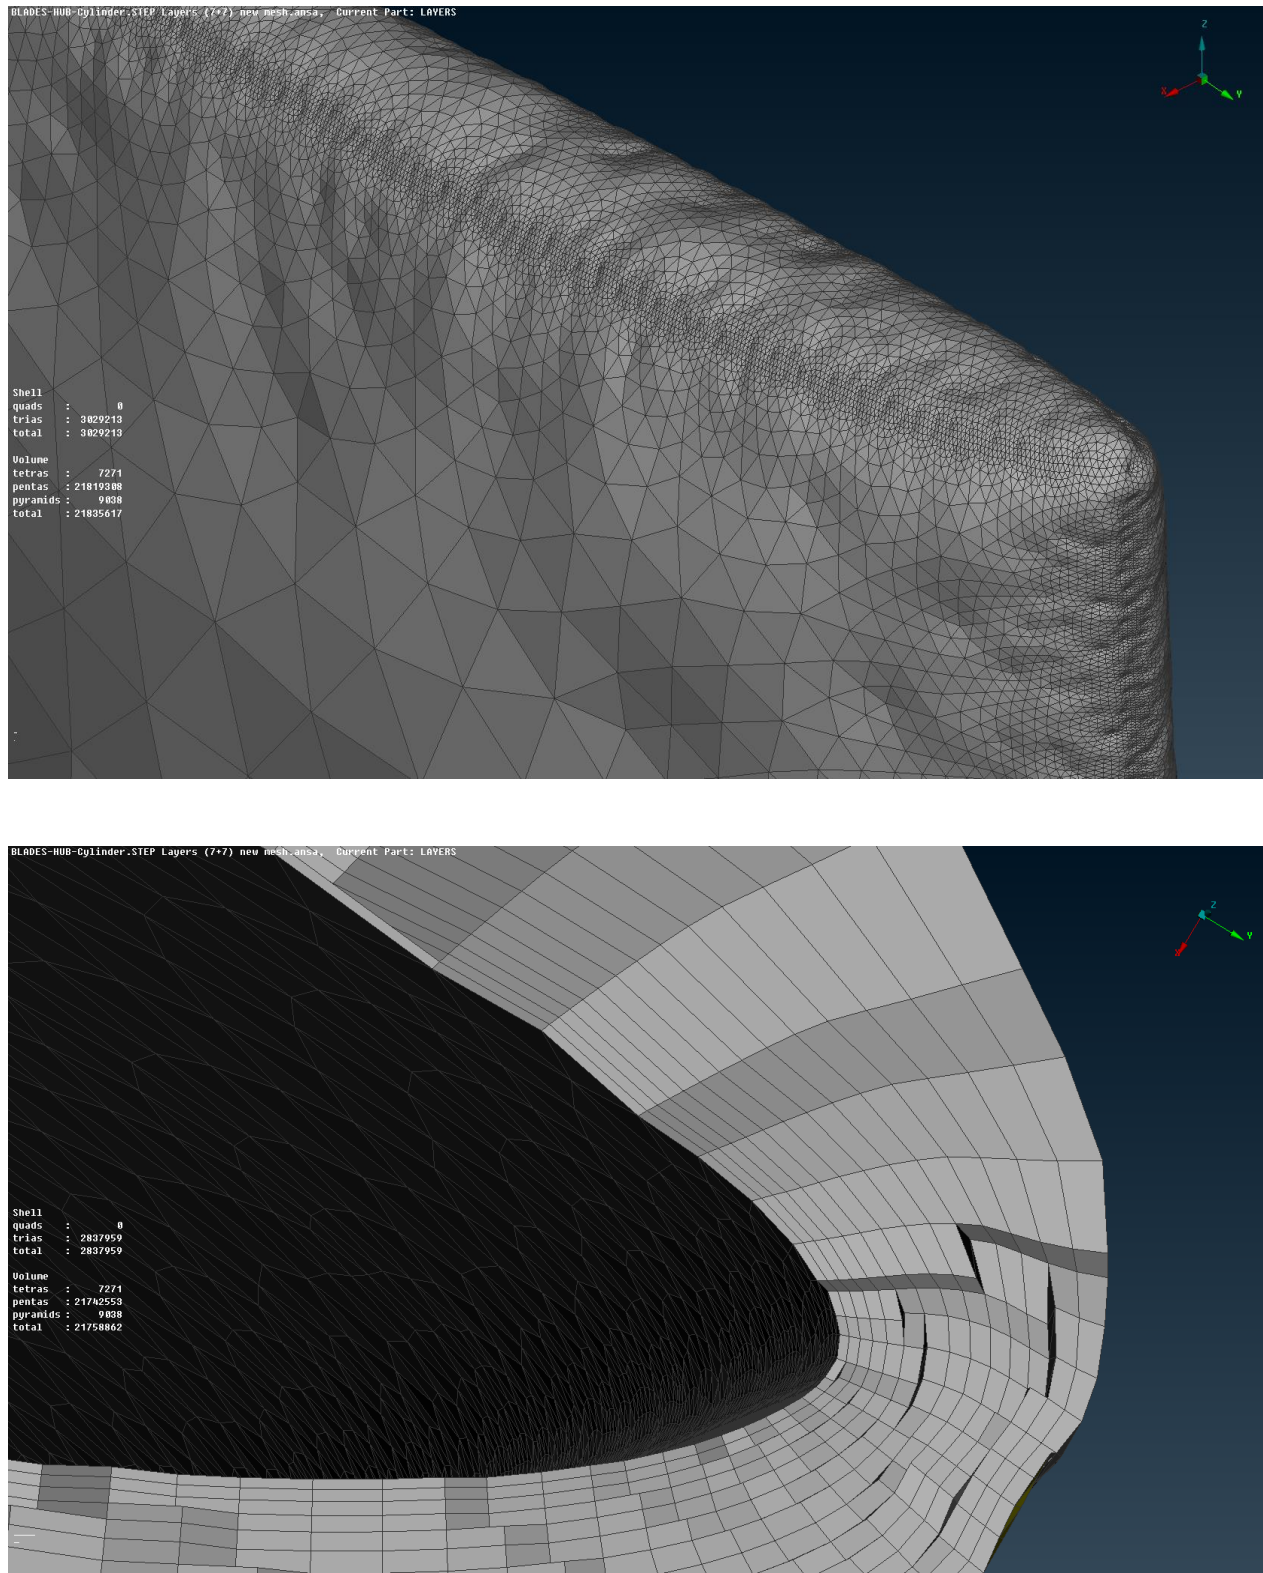 BLADES-HUB-Cylinder.STEP Layers (7+7) new mesh.ansa, Current Part: LAYERS
Z
X
Y
Shell
quads : 0
trias : 3029213
total : 3029213
Volume
tetras : 7271
pentas : 21819308
pyramids : 9038
total : 21835617
BLADES-HUB-Cylinder.STEP Layers (7+7) new mesh.ansa, Current Part: LAYERS
Z
Y
X
Shell
quads : 0
trias : 2837959
total : 2837959
Volume
tetras : 7271
pentas : 21742553
pyramids : 9038
total : 21758862